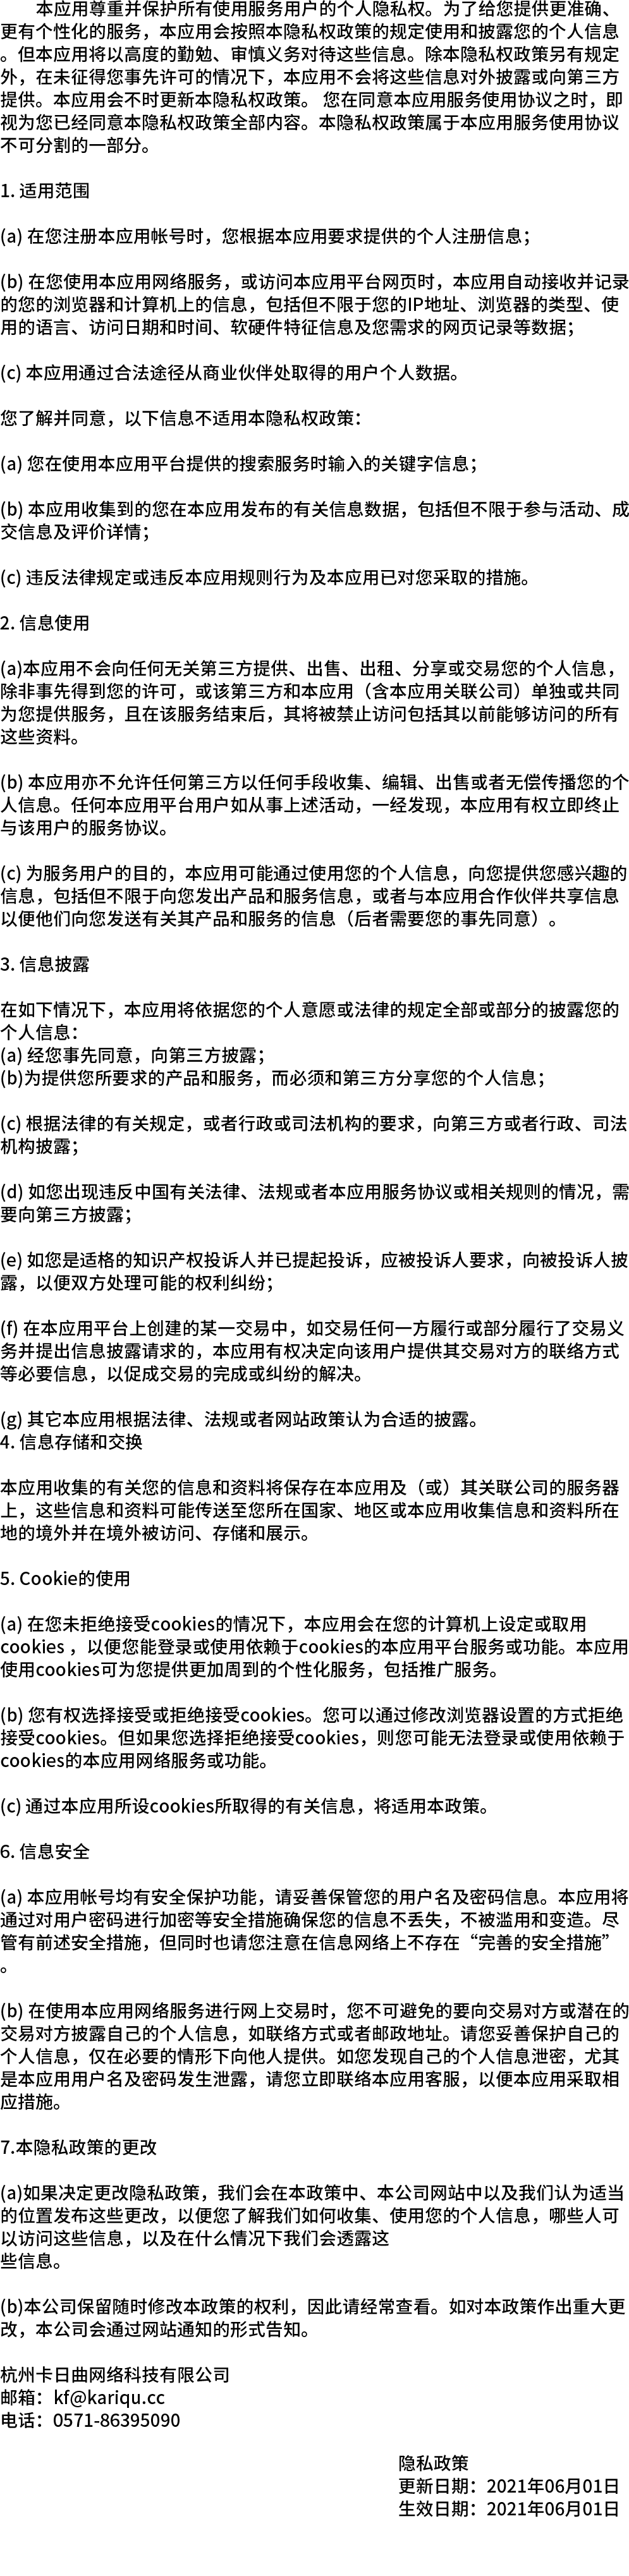 本应用尊重并保护所有使用服务用户的个人隐私权。为了给您提供更准确、
更有个性化的服务，本应用会按照本隐私权政策的规定使用和披露您的个人信息
。但本应用将以高度的勤勉、审慎义务对待这些信息。除本隐私权政策另有规定
外，在未征得您事先许可的情况下，本应用不会将这些信息对外披露或向第三方
提供。本应用会不时更新本隐私权政策。 您在同意本应用服务使用协议之时，即
视为您已经同意本隐私权政策全部内容。本隐私权政策属于本应用服务使用协议
不可分割的一部分。
1. 适用范围
(a) 在您注册本应用帐号时，您根据本应用要求提供的个人注册信息；
(b) 在您使用本应用网络服务，或访问本应用平台网页时，本应用自动接收并记录
的您的浏览器和计算机上的信息，包括但不限于您的IP地址、浏览器的类型、使
用的语言、访问日期和时间、软硬件特征信息及您需求的网页记录等数据；
(c) 本应用通过合法途径从商业伙伴处取得的用户个人数据。
您了解并同意，以下信息不适用本隐私权政策：
(a) 您在使用本应用平台提供的搜索服务时输入的关键字信息；
(b) 本应用收集到的您在本应用发布的有关信息数据，包括但不限于参与活动、成
交信息及评价详情；
(c) 违反法律规定或违反本应用规则行为及本应用已对您采取的措施。
2. 信息使用
(a)本应用不会向任何无关第三方提供、出售、出租、分享或交易您的个人信息，
除非事先得到您的许可，或该第三方和本应用（含本应用关联公司）单独或共同
为您提供服务，且在该服务结束后，其将被禁止访问包括其以前能够访问的所有
这些资料。
(b) 本应用亦不允许任何第三方以任何手段收集、编辑、出售或者无偿传播您的个
人信息。任何本应用平台用户如从事上述活动，一经发现，本应用有权立即终止
与该用户的服务协议。
(c) 为服务用户的目的，本应用可能通过使用您的个人信息，向您提供您感兴趣的
信息，包括但不限于向您发出产品和服务信息，或者与本应用合作伙伴共享信息
以便他们向您发送有关其产品和服务的信息（后者需要您的事先同意）。
3. 信息披露
在如下情况下，本应用将依据您的个人意愿或法律的规定全部或部分的披露您的
个人信息：
(a) 经您事先同意，向第三方披露；
(b)为提供您所要求的产品和服务，而必须和第三方分享您的个人信息；
(c) 根据法律的有关规定，或者行政或司法机构的要求，向第三方或者行政、司法
机构披露；
(d) 如您出现违反中国有关法律、法规或者本应用服务协议或相关规则的情况，需
要向第三方披露；
(e) 如您是适格的知识产权投诉人并已提起投诉，应被投诉人要求，向被投诉人披
露，以便双方处理可能的权利纠纷；
(f) 在本应用平台上创建的某一交易中，如交易任何一方履行或部分履行了交易义
务并提出信息披露请求的，本应用有权决定向该用户提供其交易对方的联络方式
等必要信息，以促成交易的完成或纠纷的解决。
(g) 其它本应用根据法律、法规或者网站政策认为合适的披露。
4. 信息存储和交换
本应用收集的有关您的信息和资料将保存在本应用及（或）其关联公司的服务器
上，这些信息和资料可能传送至您所在国家、地区或本应用收集信息和资料所在
地的境外并在境外被访问、存储和展示。
5. Cookie的使用
(a) 在您未拒绝接受cookies的情况下，本应用会在您的计算机上设定或取用
cookies ，以便您能登录或使用依赖于cookies的本应用平台服务或功能。本应用
使用cookies可为您提供更加周到的个性化服务，包括推广服务。
(b) 您有权选择接受或拒绝接受cookies。您可以通过修改浏览器设置的方式拒绝
接受cookies。但如果您选择拒绝接受cookies，则您可能无法登录或使用依赖于
cookies的本应用网络服务或功能。
(c) 通过本应用所设cookies所取得的有关信息，将适用本政策。
6. 信息安全
(a) 本应用帐号均有安全保护功能，请妥善保管您的用户名及密码信息。本应用将
通过对用户密码进行加密等安全措施确保您的信息不丢失，不被滥用和变造。尽
管有前述安全措施，但同时也请您注意在信息网络上不存在“完善的安全措施”
。
(b) 在使用本应用网络服务进行网上交易时，您不可避免的要向交易对方或潜在的
交易对方披露自己的个人信息，如联络方式或者邮政地址。请您妥善保护自己的
个人信息，仅在必要的情形下向他人提供。如您发现自己的个人信息泄密，尤其
是本应用用户名及密码发生泄露，请您立即联络本应用客服，以便本应用采取相
应措施。
7.本隐私政策的更改
(a)如果决定更改隐私政策，我们会在本政策中、本公司网站中以及我们认为适当
的位置发布这些更改，以便您了解我们如何收集、使用您的个人信息，哪些人可
以访问这些信息，以及在什么情况下我们会透露这
些信息。
(b)本公司保留随时修改本政策的权利，因此请经常查看。如对本政策作出重大更
改，本公司会通过网站通知的形式告知。
杭州卡日曲网络科技有限公司
邮箱：kf@kariqu.cc
电话：0571-86395090
隐私政策
更新日期：2021年06月01日
生效日期：2021年06月01日